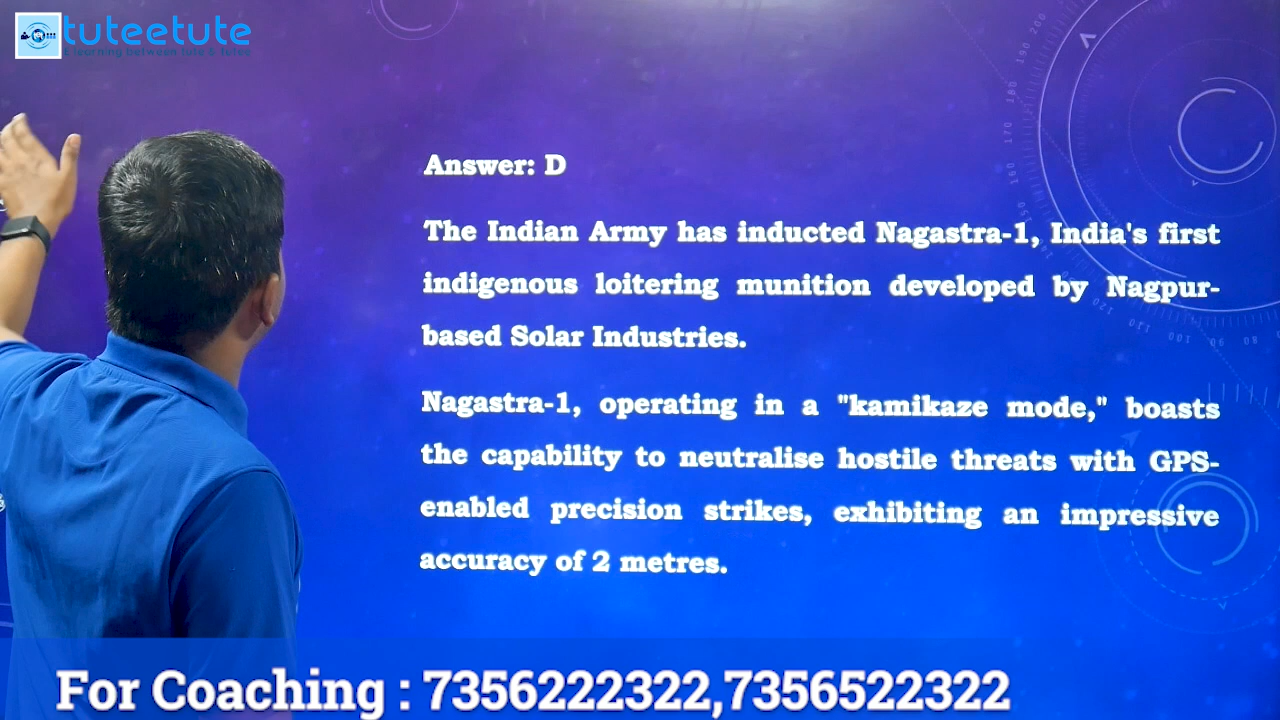 tuteetute
Answer: D
The Indian Army has inducted Nagastra-1, India's first
indigenous loitering munition developed by Nagpur-
based Solar Industries.
Nagastra-1, operating in a "kamikaze mode," boasts
the capability to neutralise hostile threats with GPS-
enabled precision strikes, exhibiting an impressive
accuracy of 2 metres.
For Coaching : 7356222322,7356522322